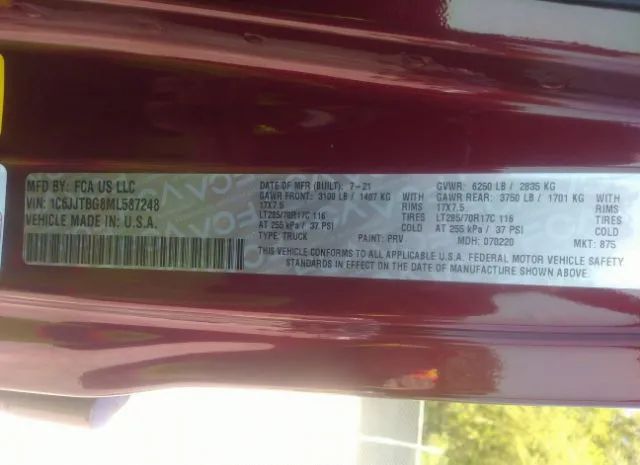 MFD BY: FCA US LLC
VIN: 1C6JJTBG8ML587248
VEHICLE MADE IN: U.S.A.
DATE OF MFR (BUILT): 7-21
GAWR FRONT: 3100 LB / 1407 KG WITH
17X7.5 RIMS
LT285/70R17C 116 TIRES
AT 255 kPa / 37 PSI
TYPE: TRUCK PAINT: PRV
GVWR: 6250 LB / 2835 KG
GAWR REAR: 3750 LB / 1701 KG WITH
17X7.5 RIMS
LT285/70R17C 116 TIRES
AT 255 kPa / 37 PSI
MDH: 070220 MKT: 875
THIS VEHICLE CONFORMS TO ALL APPLICABLE U.S.A. FEDERAL MOTOR VEHICLE SAFETY
STANDARDS IN EFFECT ON THE DATE OF MANUFACTURE SHOWN ABOVE.